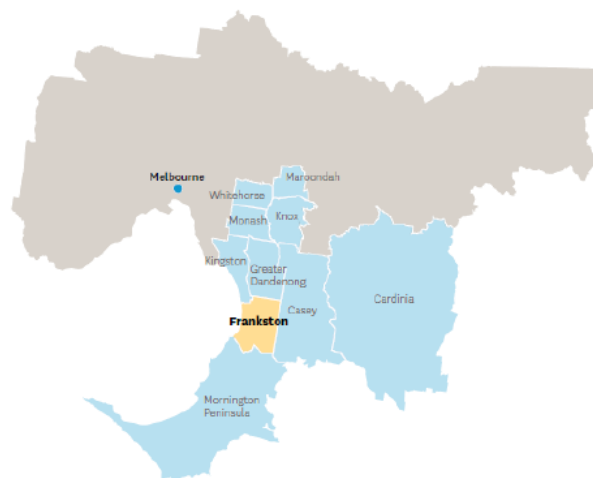 Melbourne
Maroondah
Whitehorse
Monash
Knox
Kingston
Greater
Dandenong
Cardinia
Casey
Frankston
Mornington
Peninsula